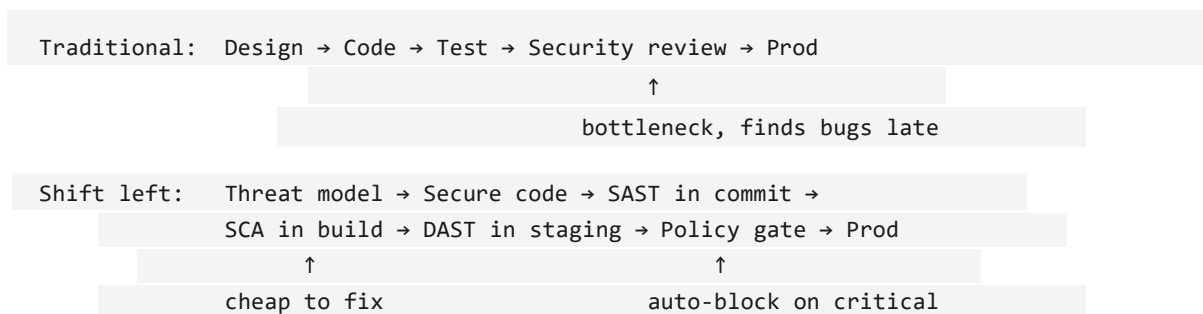 Traditional: Design → Code → Test → Security review → Prod
↑
bottleneck, finds bugs late
Shift left: Threat model → Secure code → SAST in commit →
SCA in build → DAST in staging → Policy gate → Prod
↑ ↑
cheap to fix auto-block on critical